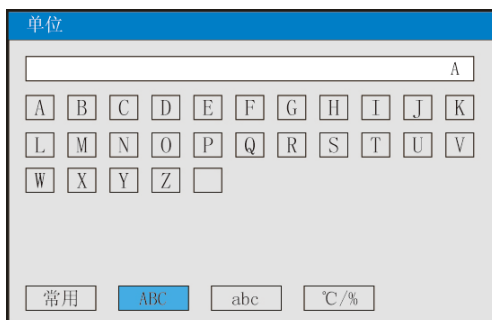 单位
A
A B C D E F G H I J K
L M N O P Q R S T U V
W X Y Z
常用 ABC abc ℃/%